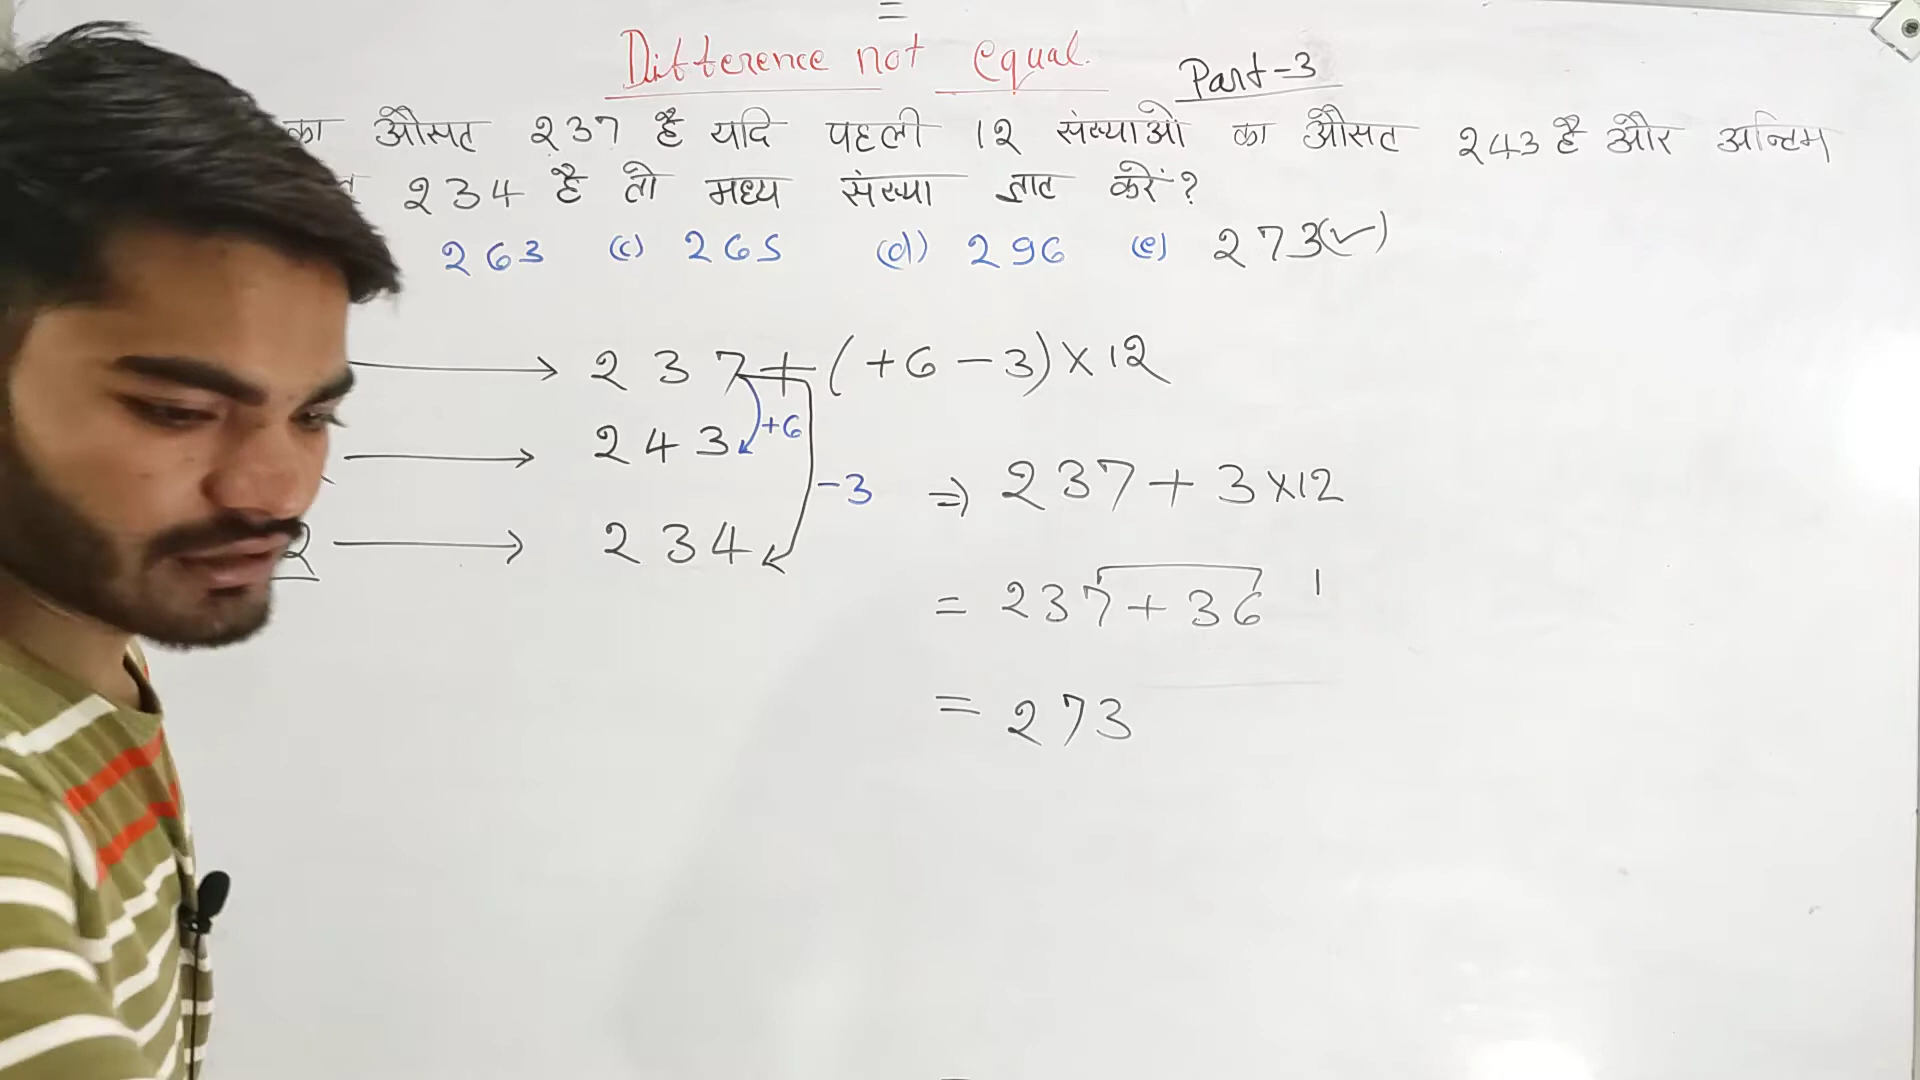 Difference not equal. Part-3
का औसत 237 है यदि पहली 12 संख्याओ का औसत 243 है और अन्तिम
234 है तो मध्य संख्या ज्ञात करें?
263 (c) 265 (d) 296 (e) 273(✓)
237+(+6-3)×12
243 +6
-3 ⇒ 237+3×12
2 234
= 237+36
= 273